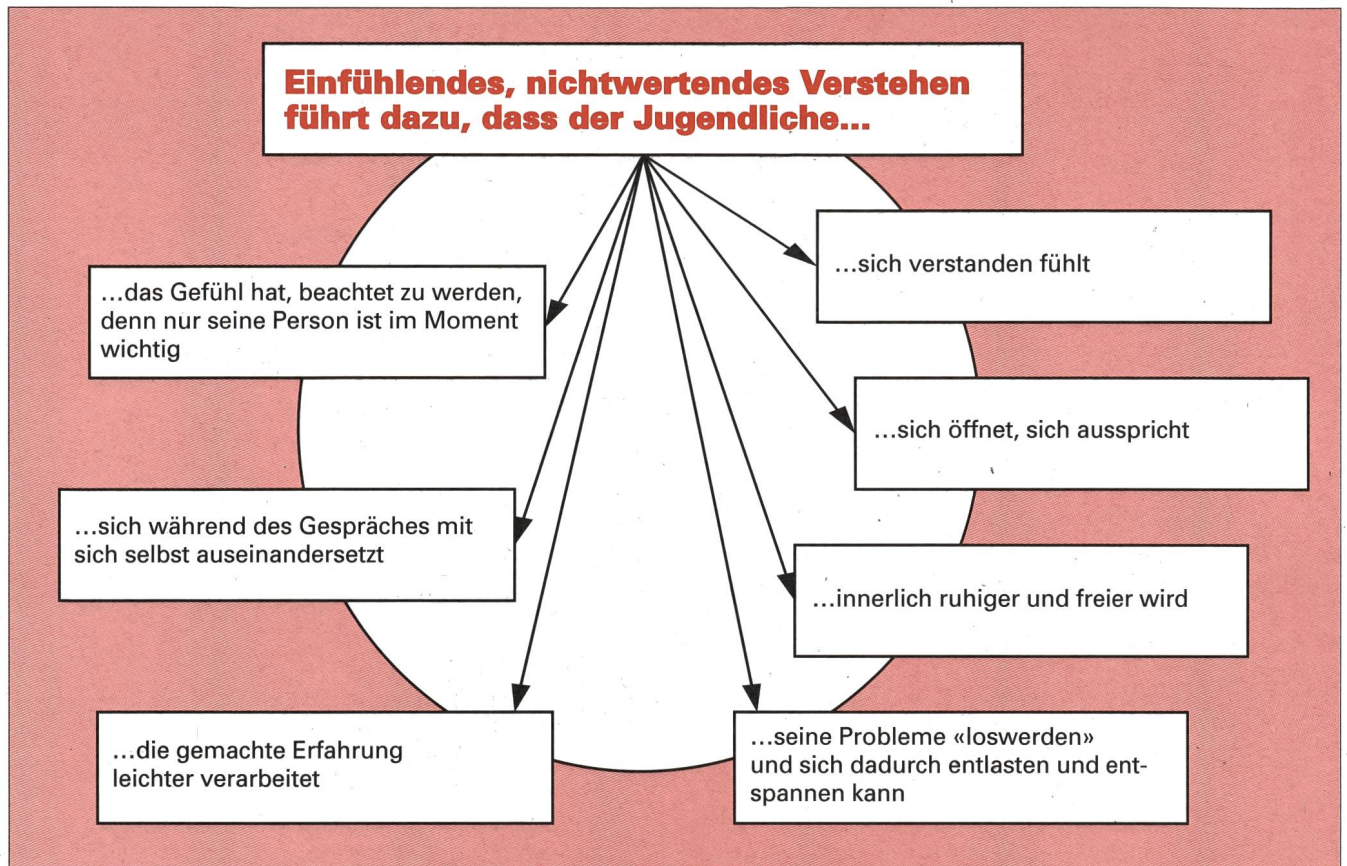 Einfühlendes, nichtwertendes Verstehen
führt dazu, dass der Jugendliche...
...sich verstanden fühlt
...das Gefühl hat, beachtet zu werden,
denn nur seine Person ist im Moment
wichtig
...sich öffnet, sich ausspricht
...sich während des Gespräches mit
sich selbst auseinandersetzt
...innerlich ruhiger und freier wird
...die gemachte Erfahrung
leichter verarbeitet
...seine Probleme «loswerden»
und sich dadurch entlasten und ent-
spannen kann